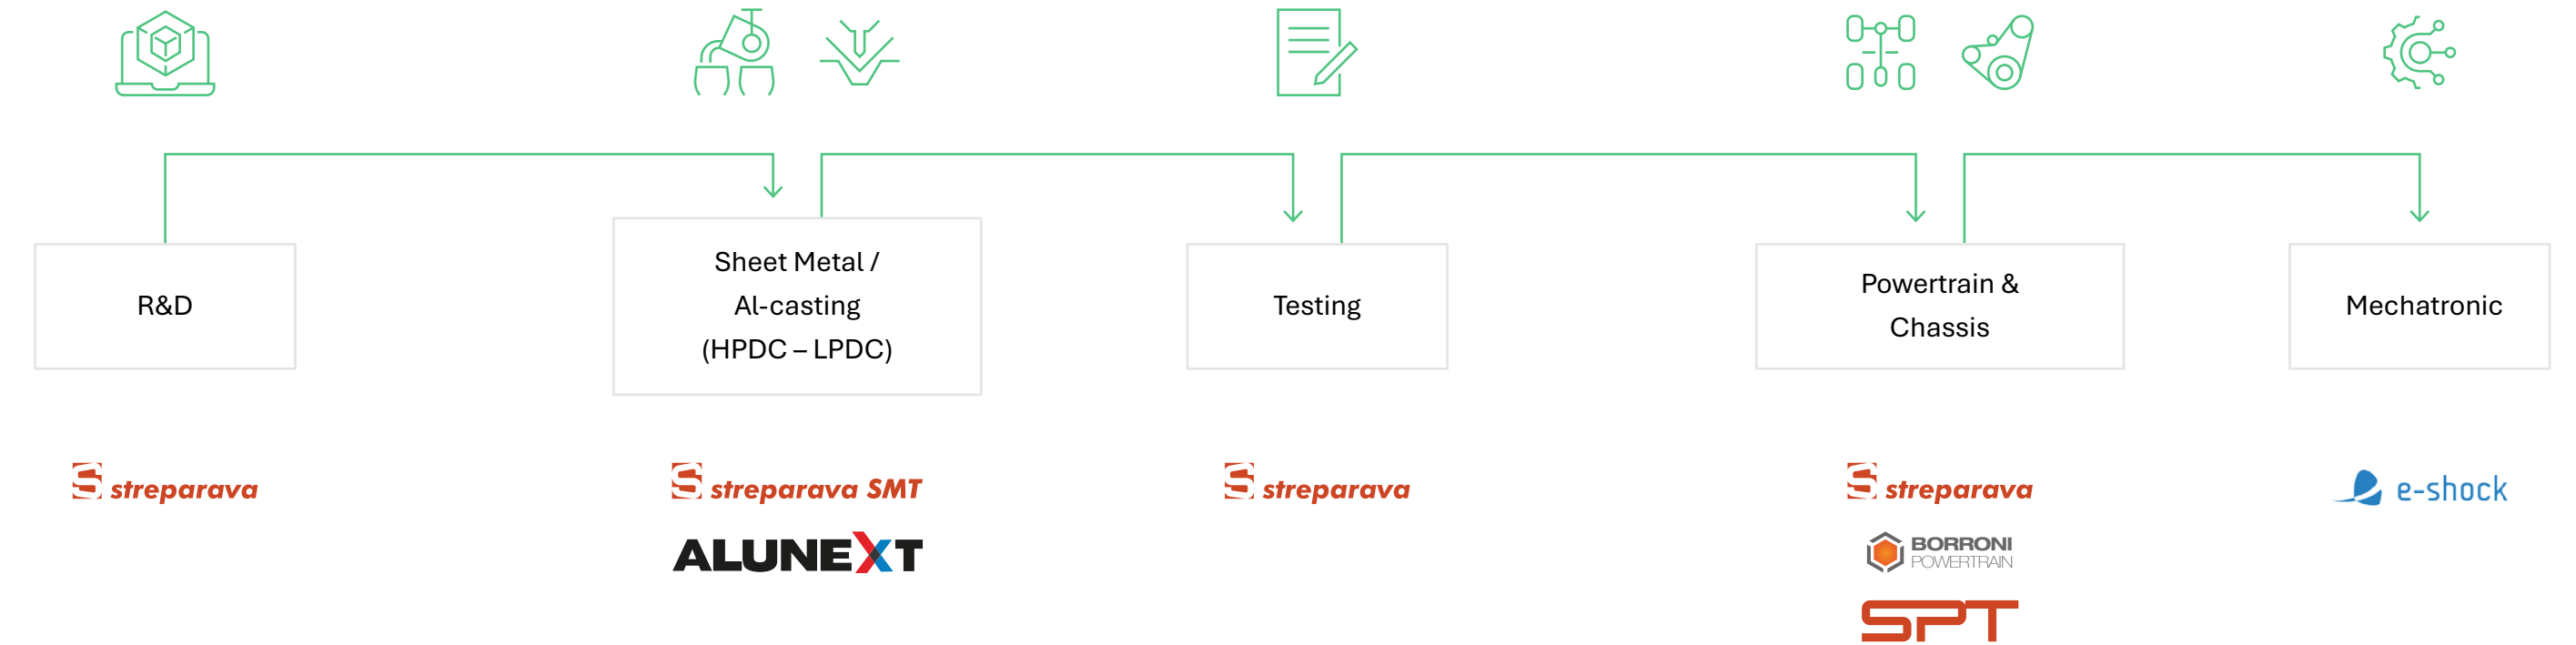 R&D
Sheet Metal /
Al-casting
(HPDC – LPDC)
Testing
Powertrain &
Chassis
Mechatronic
streparava
streparava SMT
ALUNEXT
streparava
streparava
BORRONI
POWERTRAIN
SPT
e-shock